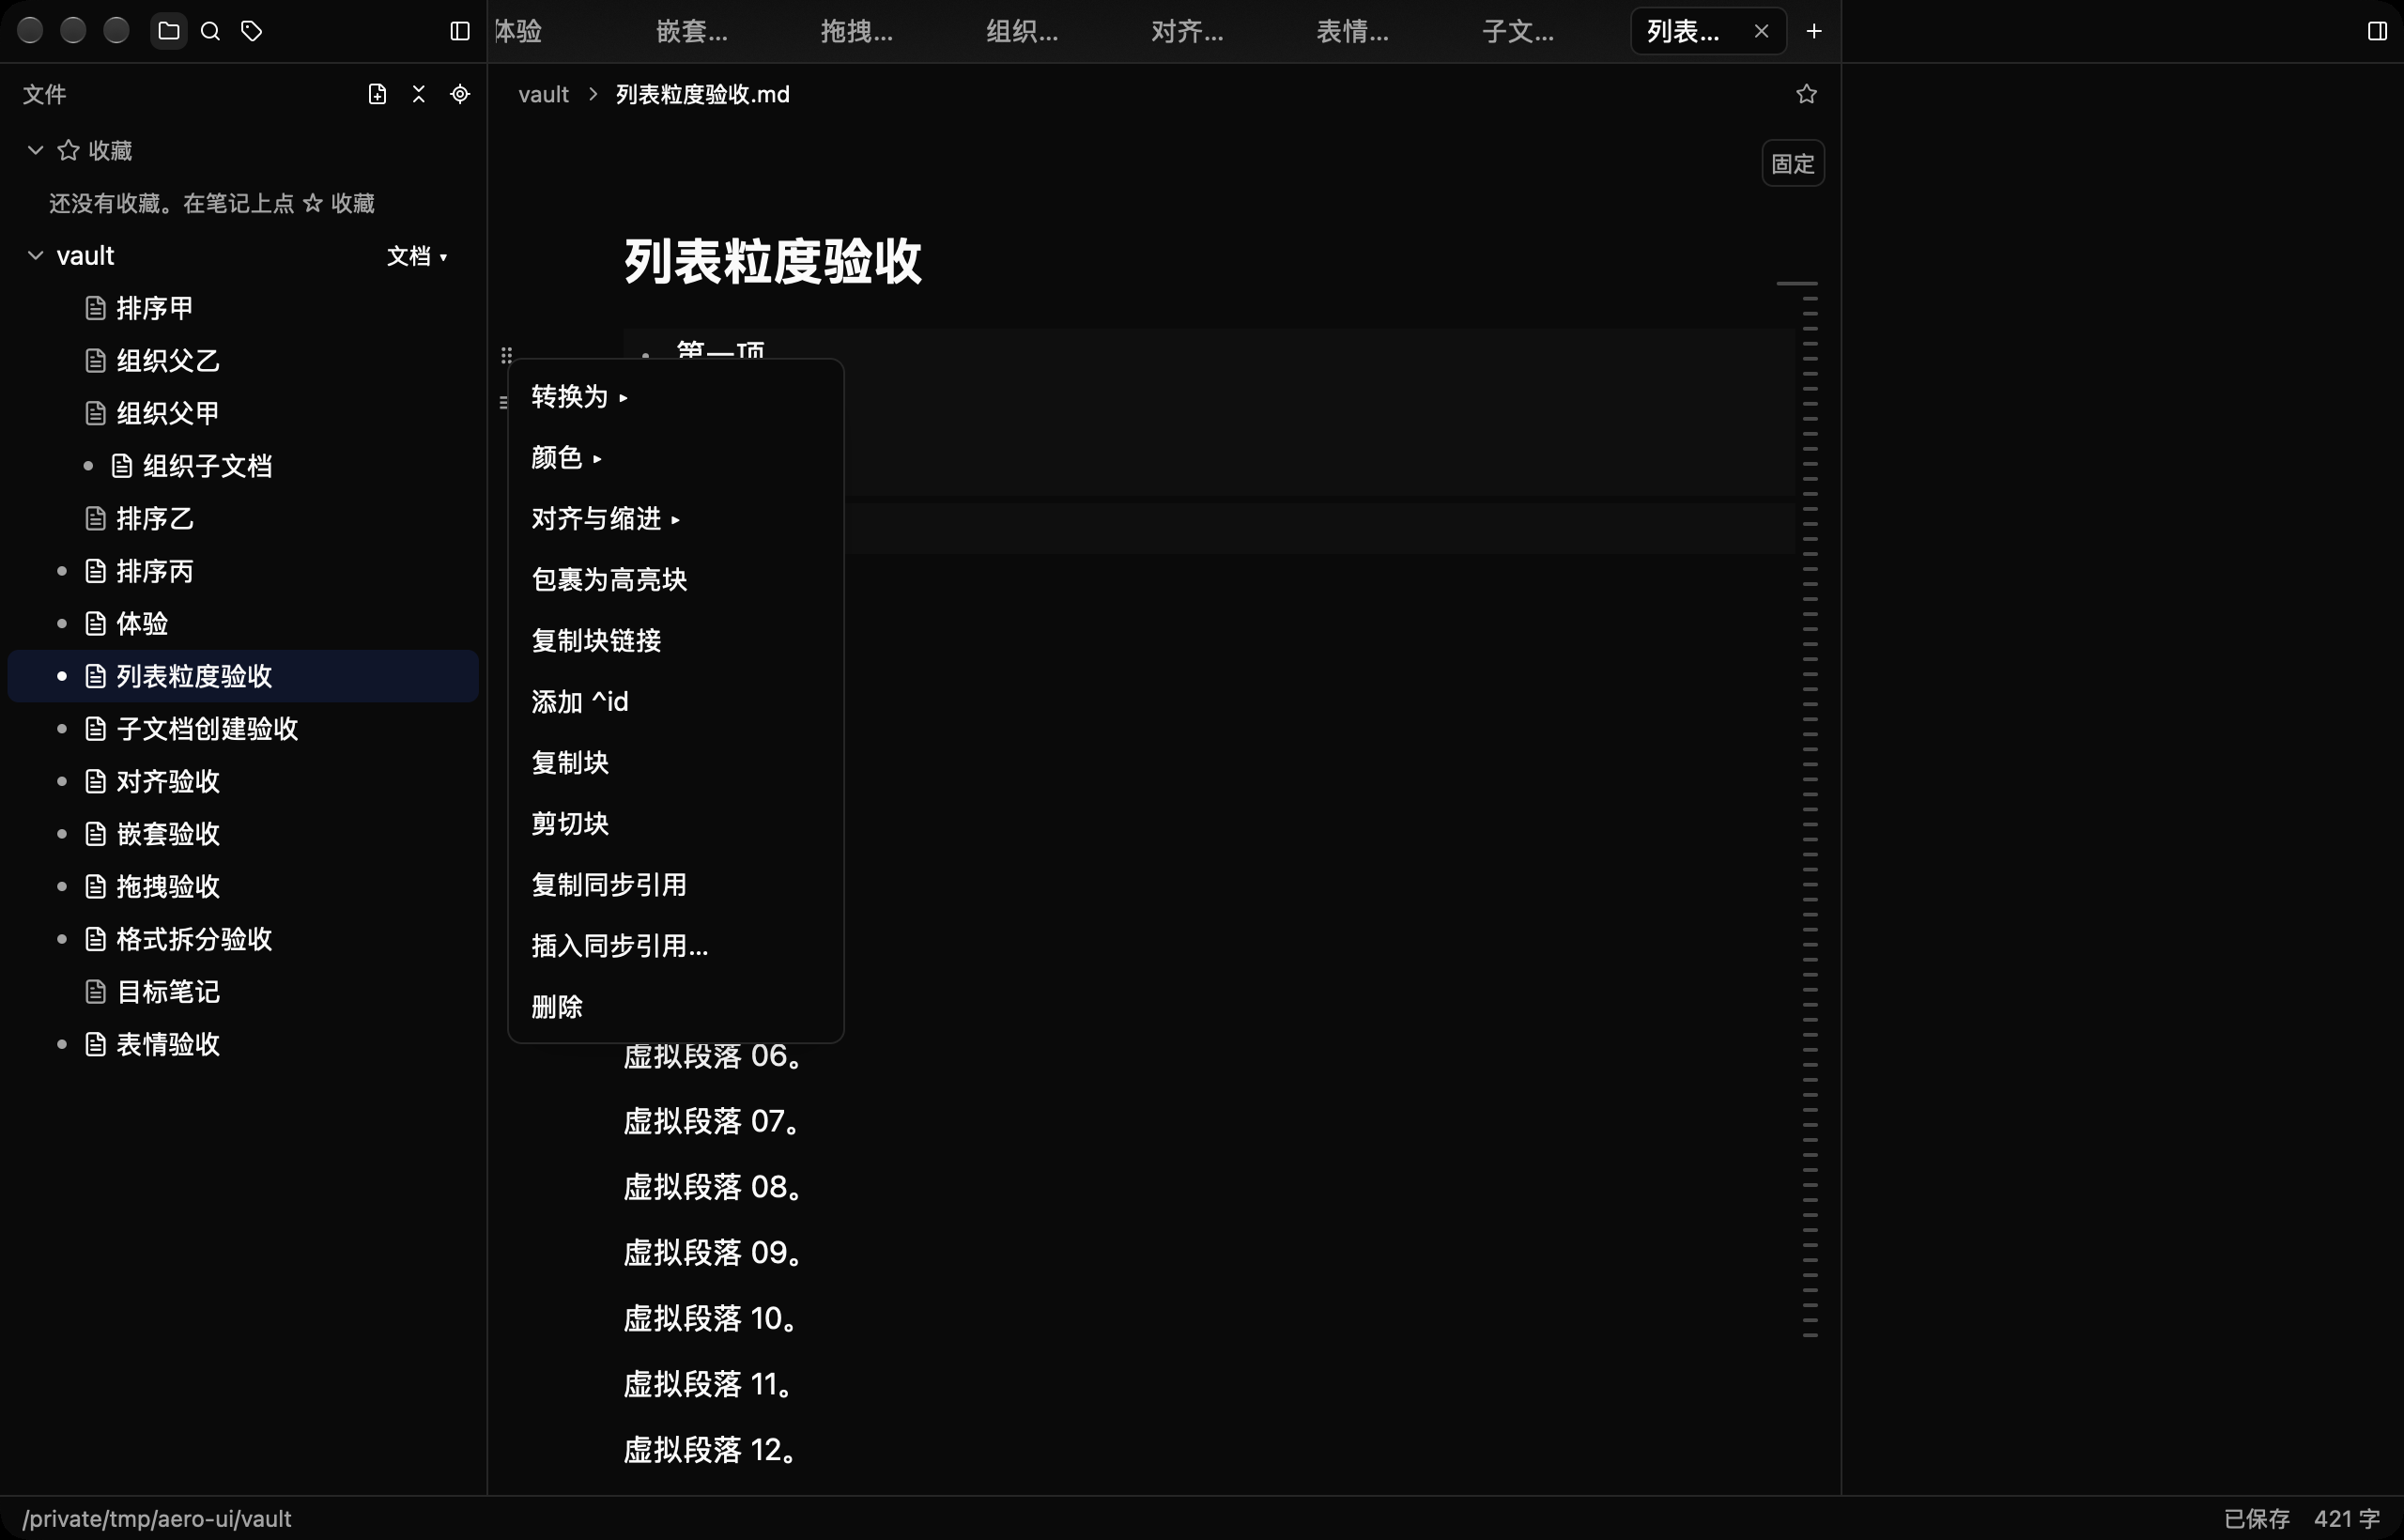 体验
嵌套...
拖拽...
组织...
对齐...
表情...
子文...
列表...
文件
收藏
还没有收藏。在笔记上点 ☆ 收藏
vault
文档
排序甲
组织父乙
组织父甲
组织子文档
排序乙
排序丙
体验
列表粒度验收
子文档创建验收
对齐验收
嵌套验收
拖拽验收
格式拆分验收
目标笔记
表情验收
vault > 列表粒度验收.md
固定
列表粒度验收
第一项
转换为
颜色
对齐与缩进
包裹为高亮块
复制块链接
添加 ^id
复制块
剪切块
复制同步引用
插入同步引用...
删除
虚拟段落 06。
虚拟段落 07。
虚拟段落 08。
虚拟段落 09。
虚拟段落 10。
虚拟段落 11。
虚拟段落 12。
/private/tmp/aero-ui/vault
已保存 421 字